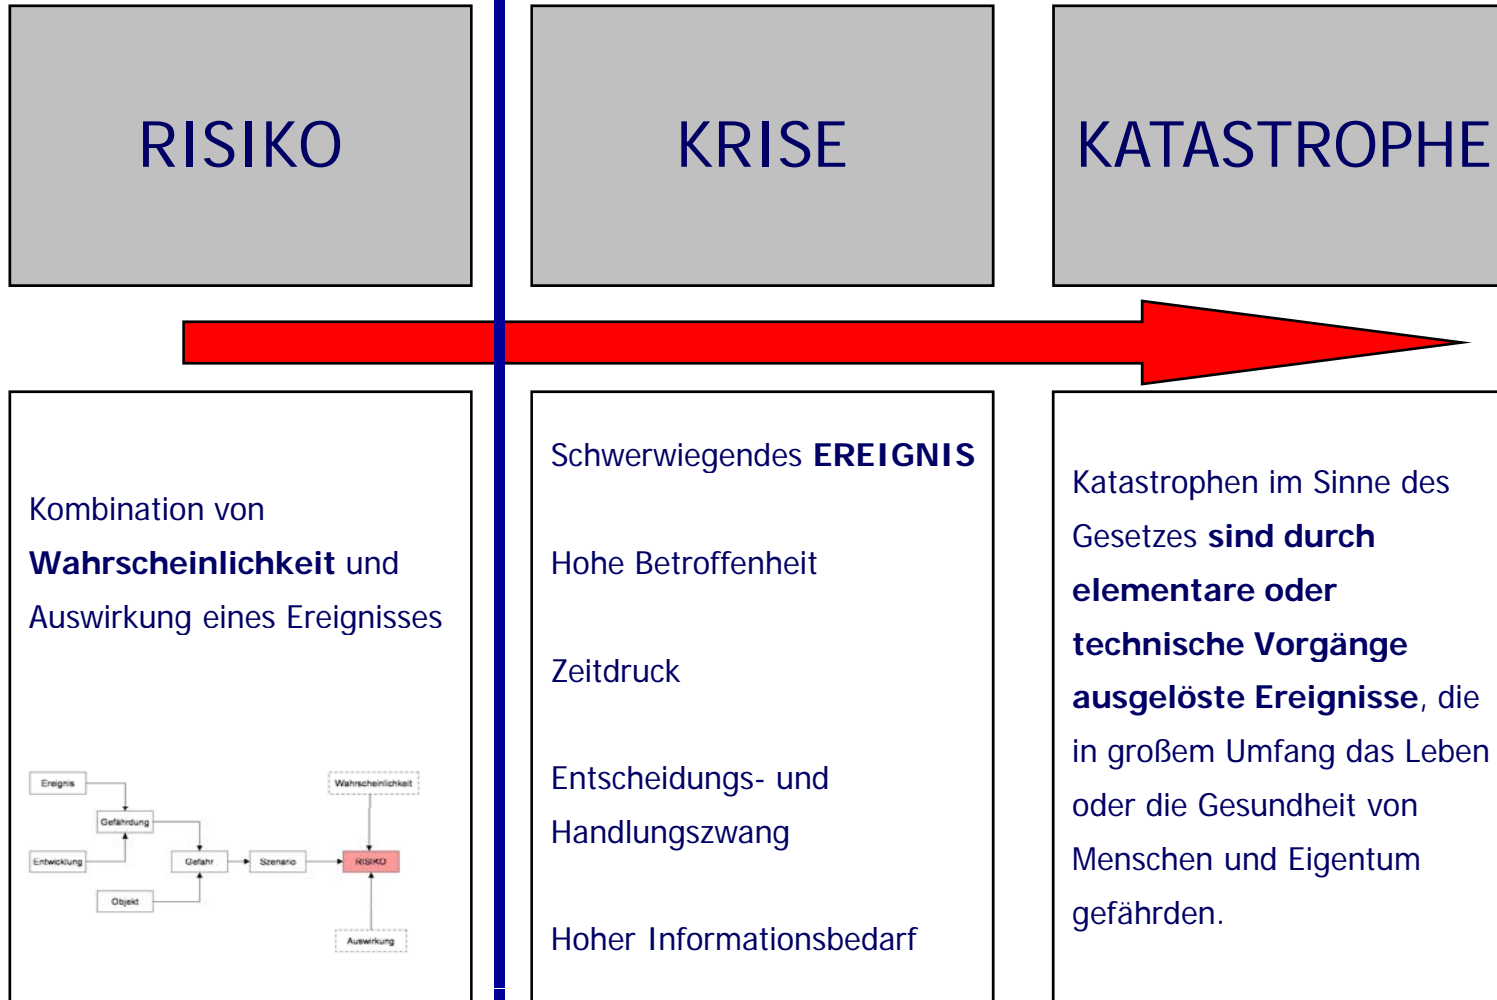 RISIKO
KRISE
KATASTROPHE
Kombination von
Wahrscheinlichkeit und
Auswirkung eines Ereignisses
Ereignis
Wahrscheinlichkeit
Gefährdung
Entwicklung
Gefahr
Szenario
RISIKO
Objekt
Auswirkung
Schwerwiegendes EREIGNIS
Hohe Betroffenheit
Zeitdruck
Entscheidungs- und
Handlungszwang
Hoher Informationsbedarf
Katastrophen im Sinne des
Gesetzes sind durch
elementare oder
technische Vorgänge
ausgelöste Ereignisse, die
in großem Umfang das Leben
oder die Gesundheit von
Menschen und Eigentum
gefährden.